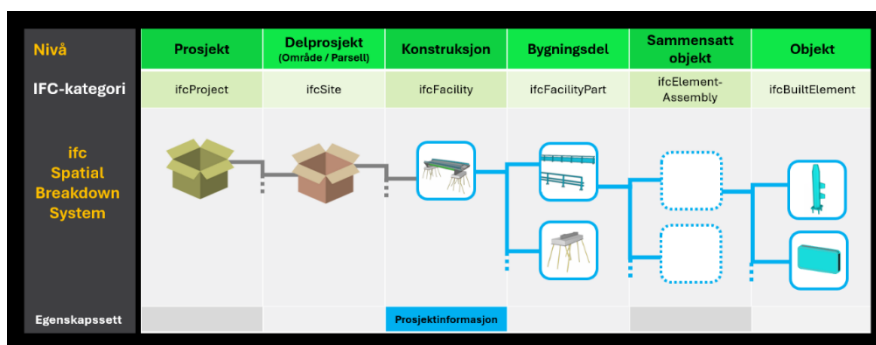 Nivå
Prosjekt
Delprosjekt
(Område / Parsell)
Konstruksjon
Bygningsdel
Sammensatt
objekt
Objekt
IFC-kategori
ifcProject
ifcSite
ifcFacility
ifcFacilityPart
ifcElement-
Assembly
ifcBuiltElement
ifc
Spatial
Breakdown
System
Egenskapssett
Prosjektinformasjon